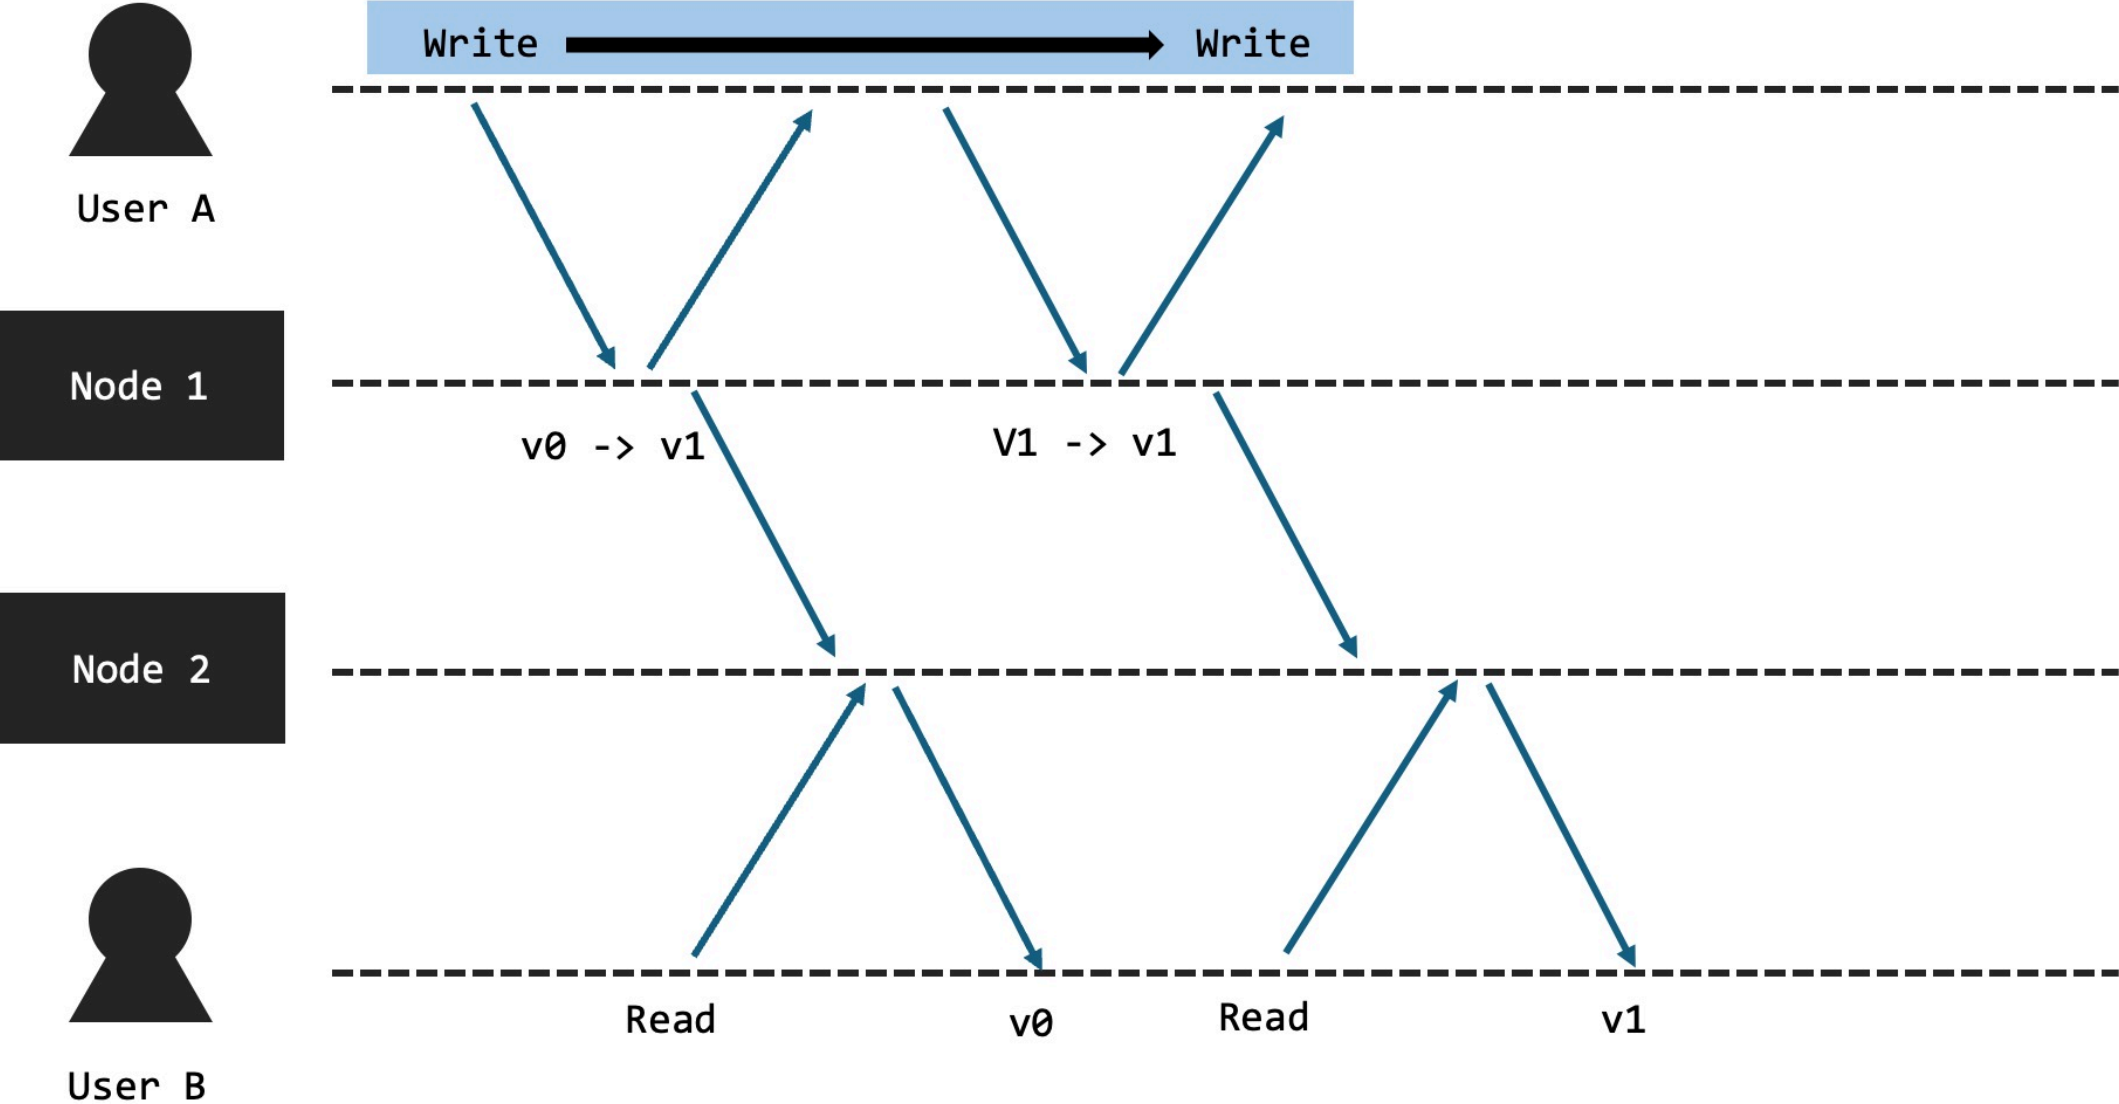 Write Write
User A
Node 1
v0 -> v1 V1 -> v1
Node 2
Read v0 Read v1
User B